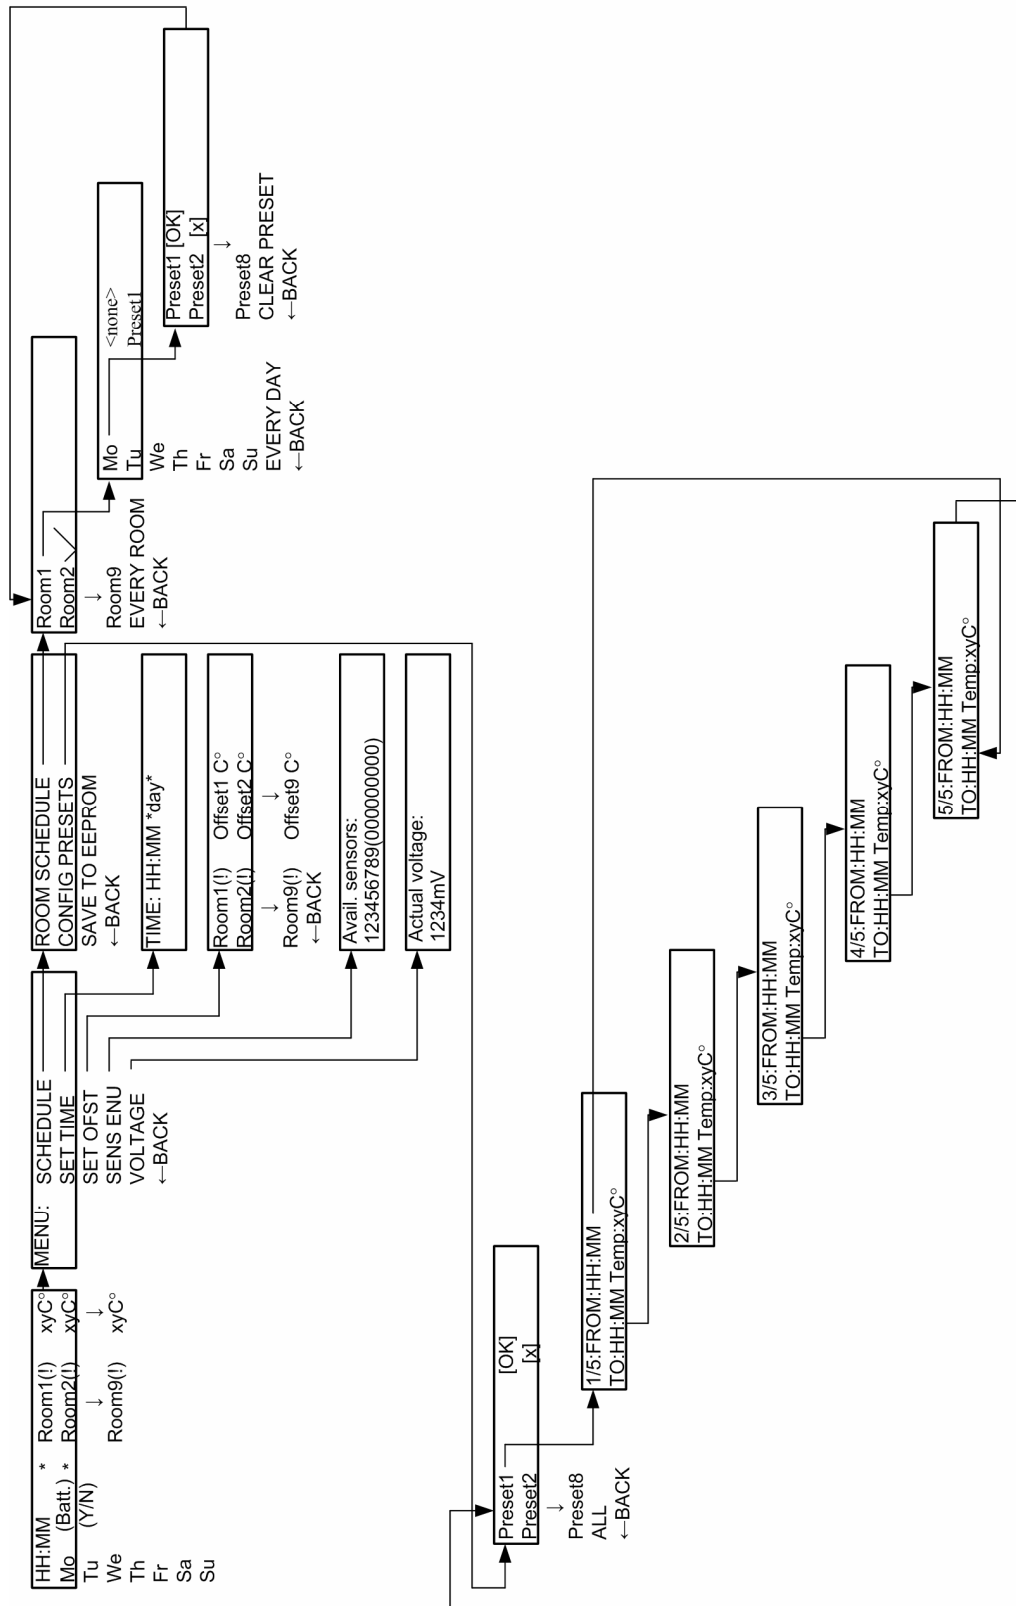 HH:MM * Room1(!) xyC°
Mo (Batt.) * Room2(!) xyC°
Tu (Y/N) → →
We Room9(!) xyC°
Th
Fr
Sa
Su
MENU: SCHEDULE
SET TIME
SET OFST
SENS ENU
VOLTAGE
←BACK
ROOM SCHEDULE
CONFIG PRESETS
SAVE TO EEPROM
←BACK
TIME: HH:MM *day*
Room1(!) Offset1 C°
Room2(!) Offset2 C°
→ →
Room9(!) Offset9 C°
←BACK
Avail. sensors:
123456789(000000000)
Actual voltage:
1234mV
Room1
Room2
→
Room9
EVERY ROOM
←BACK
Mo <none>
Tu Preset1
We
Th
Fr
Sa
Su
EVERY DAY
←BACK
Preset1 [OK]
Preset2 [x]
→
Preset8
CLEAR PRESET
←BACK
Preset1 [OK]
Preset2 [x]
→
Preset8
ALL
←BACK
1/5:FROM:HH:MM
TO:HH:MM Temp:xyC°
2/5:FROM:HH:MM
TO:HH:MM Temp:xyC°
3/5:FROM:HH:MM
TO:HH:MM Temp:xyC°
4/5:FROM:HH:MM
TO:HH:MM Temp:xyC°
5/5:FROM:HH:MM
TO:HH:MM Temp:xyC°